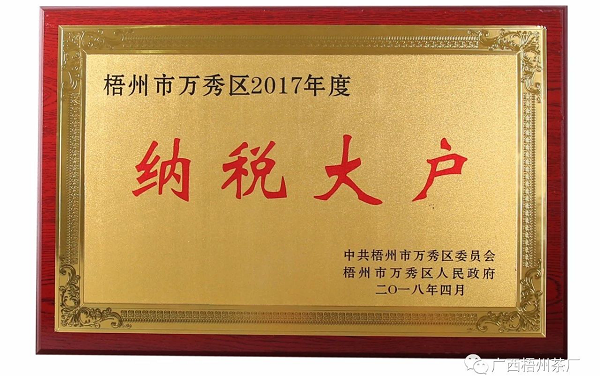 梧州市万秀区2017年度
纳税大户
中共梧州市万秀区委员会
梧州市万秀区人民政府
二〇一八年四月
广西梧州茶厂